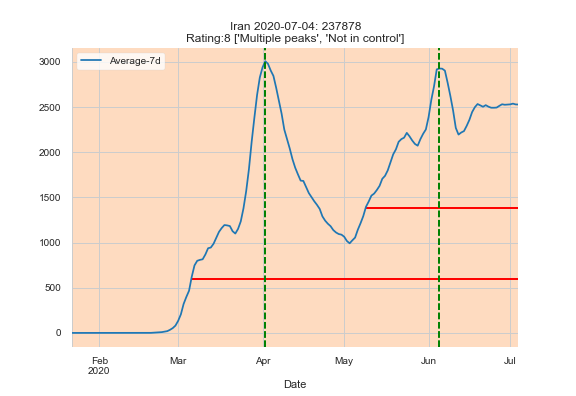 Iran 2020-07-04: 237878
Rating:8 ['Multiple peaks', 'Not in control']
Average-7d
3000
2500
2000
1500
1000
500
0
Feb
2020
Mar
Apr
May
Jun
Jul
Date